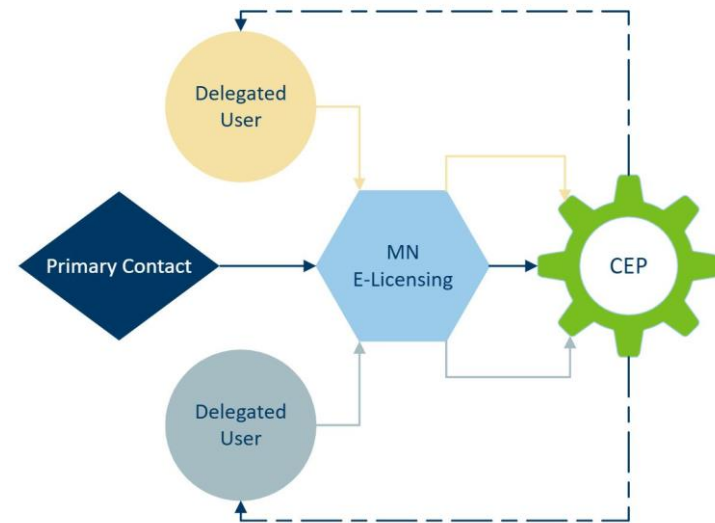 Delegated
User
Primary Contact
MN
E-Licensing
CEP
Delegated
User